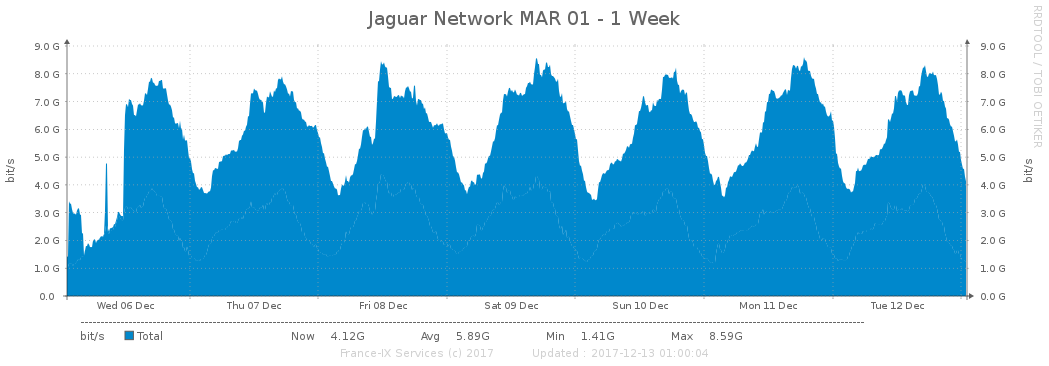 Jaguar Network MAR 01 - 1 Week
RRDTOOL / TOBI OETIKER
bit/s
9.0 G 9.0 G
8.0 G 8.0 G
7.0 G 7.0 G
6.0 G 6.0 G
5.0 G 5.0 G
4.0 G 4.0 G
3.0 G 3.0 G
2.0 G 2.0 G
1.0 G 1.0 G
0.0 0.0 G
bit/s
Wed 06 Dec Thu 07 Dec Fri 08 Dec Sat 09 Dec Sun 10 Dec Mon 11 Dec Tue 12 Dec
bit/s Total Now 4.12G Avg 5.89G Min 1.41G Max 8.59G
France-IX Services (c) 2017 Updated : 2017-12-13 01:00:04